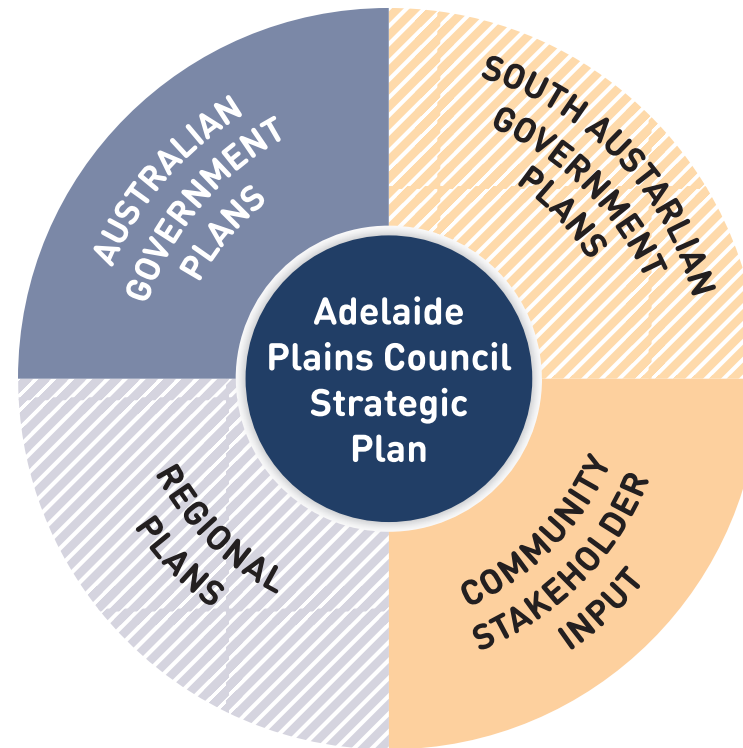 AUSTRALIAN
GOVERNMENT
PLANS
SOUTH AUSTARLIAN
GOVERNMENT
PLANS
Adelaide
Plains Council
Strategic
Plan
REGIONAL
PLANS
COMMUNITY
STAKEHOLDER
INPUT